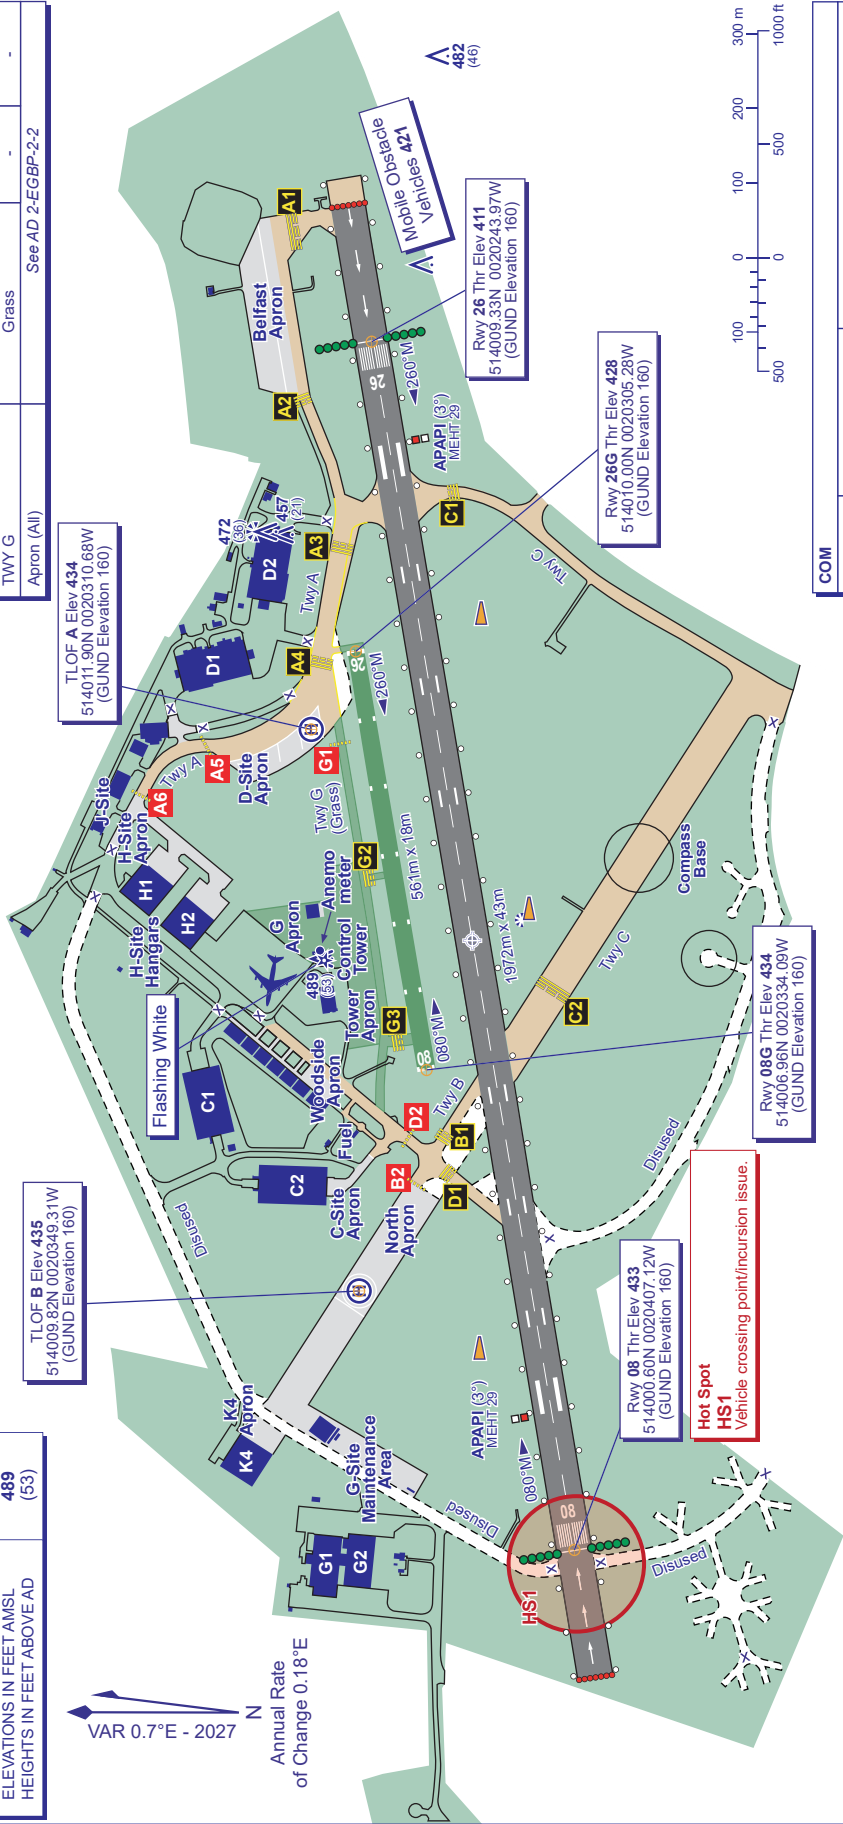 ELEVATIONS IN FEET AMSL
HEIGHTS IN FEET ABOVE AD
489
(53)
TWY G
Grass
-
-
Apron (All)
See AD 2-EGBP-2-2
VAR 0.7°E - 2027
N
Annual Rate
of Change 0.18°E
TLOF B Elev 435
514009.82N 0020349.31W
(GUND Elevation 160)
TLOF A Elev 434
514011.90N 0020310.68W
(GUND Elevation 160)
Flashing White
Disused
G1
G2
G-Site
Maintenance
Area
K4
K4
Apron
C1
C2
C-Site
Apron
Fuel
North
Apron
Woodside
Apron
Tower
Apron
Control
Tower
489
(53)
Anemo
meter
G
Apron
H-Site
Hangars
H1
H2
H-Site
Apron
J-Site
A6
Twy A
A5
D-Site
Apron
D1
D2
472
(36)
457
(21)
A4
Twy A
A3
A2
Belfast
Apron
A1
482
(46)
Mobile Obstacle
Vehicles 421
G1
Twy G
(Grass)
G2
G3
561m x 18m
08
080°M
26
260°M
B2
D2
D1
B1
Twy B
HS1
Disused
Disused
080°M
08
APAPI (3°)
MEHT 29
1972m x 43m
26
260°M
APAPI (3°)
MEHT 29
C1
Twy C
C2
Twy C
Compass
Base
Disused
Rwy 26 Thr Elev 411
514009.33N 0020243.97W
(GUND Elevation 160)
Rwy 26G Thr Elev 428
514010.00N 0020305.28W
(GUND Elevation 160)
Rwy 08G Thr Elev 434
514006.96N 0020334.09W
(GUND Elevation 160)
Rwy 08 Thr Elev 433
514000.60N 0020407.12W
(GUND Elevation 160)
Hot Spot
HS1
Vehicle crossing point/incursion issue.
100
0
100
200
300 m
500
0
500
1000 ft
COM